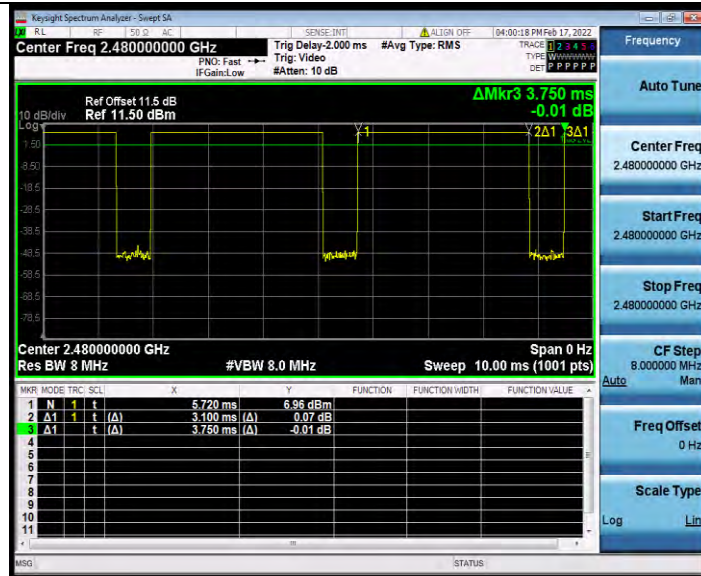 Keysight Spectrum Analyzer - Swept SA
LXI RL RF 50 Ω AC SENSE:INT ALIGN OFF 04:00:18 PM Feb 17, 2022
Center Freq 2.480000000 GHz
PNO: Fast
IFGain:Low
Trig Delay-2.000 ms
Trig: Video
#Atten: 10 dB
#Avg Type: RMS
TRACE 1 2 3 4 5 6
TYPE W
DET P P P P P P
ΔMkr3 3.750 ms
-0.01 dB
Ref Offset 11.5 dB
10 dB/div Ref 11.50 dBm
Log
1 2Δ1 3Δ1
1.50
-8.50
-18.5
-28.5
-38.5
-48.5
-58.5
-68.5
-78.5
Center 2.480000000 GHz Span 0 Hz
Res BW 8 MHz #VBW 8.0 MHz Sweep 10.00 ms (1001 pts)
MKR MODE TRC SCL X Y FUNCTION FUNCTION WIDTH FUNCTION VALUE
1 N 1 t 5.720 ms 6.96 dBm
2 Δ1 1 t (Δ) 3.100 ms (Δ) 0.07 dB
3 Δ1 t (Δ) 3.750 ms (Δ) -0.01 dB
4
5
6
7
8
9
10
11
MSG STATUS
Frequency
Auto Tune
Center Freq
2.480000000 GHz
Start Freq
2.480000000 GHz
Stop Freq
2.480000000 GHz
CF Step
8.000000 MHz
Auto Man
Freq Offset
0 Hz
Scale Type
Log Lin